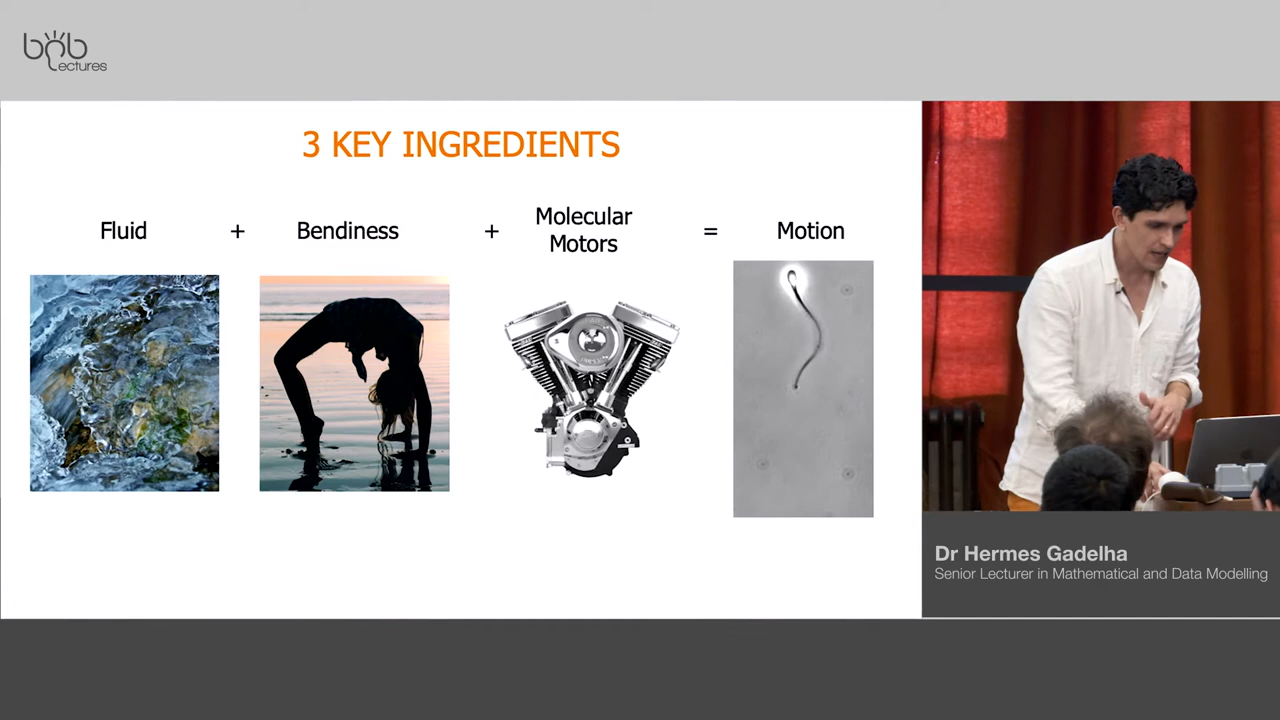 bnb
Lectures
3 KEY INGREDIENTS
Fluid + Bendiness + Molecular Motors = Motion
Dr Hermes Gadelha
Senior Lecturer in Mathematical and Data Modelling